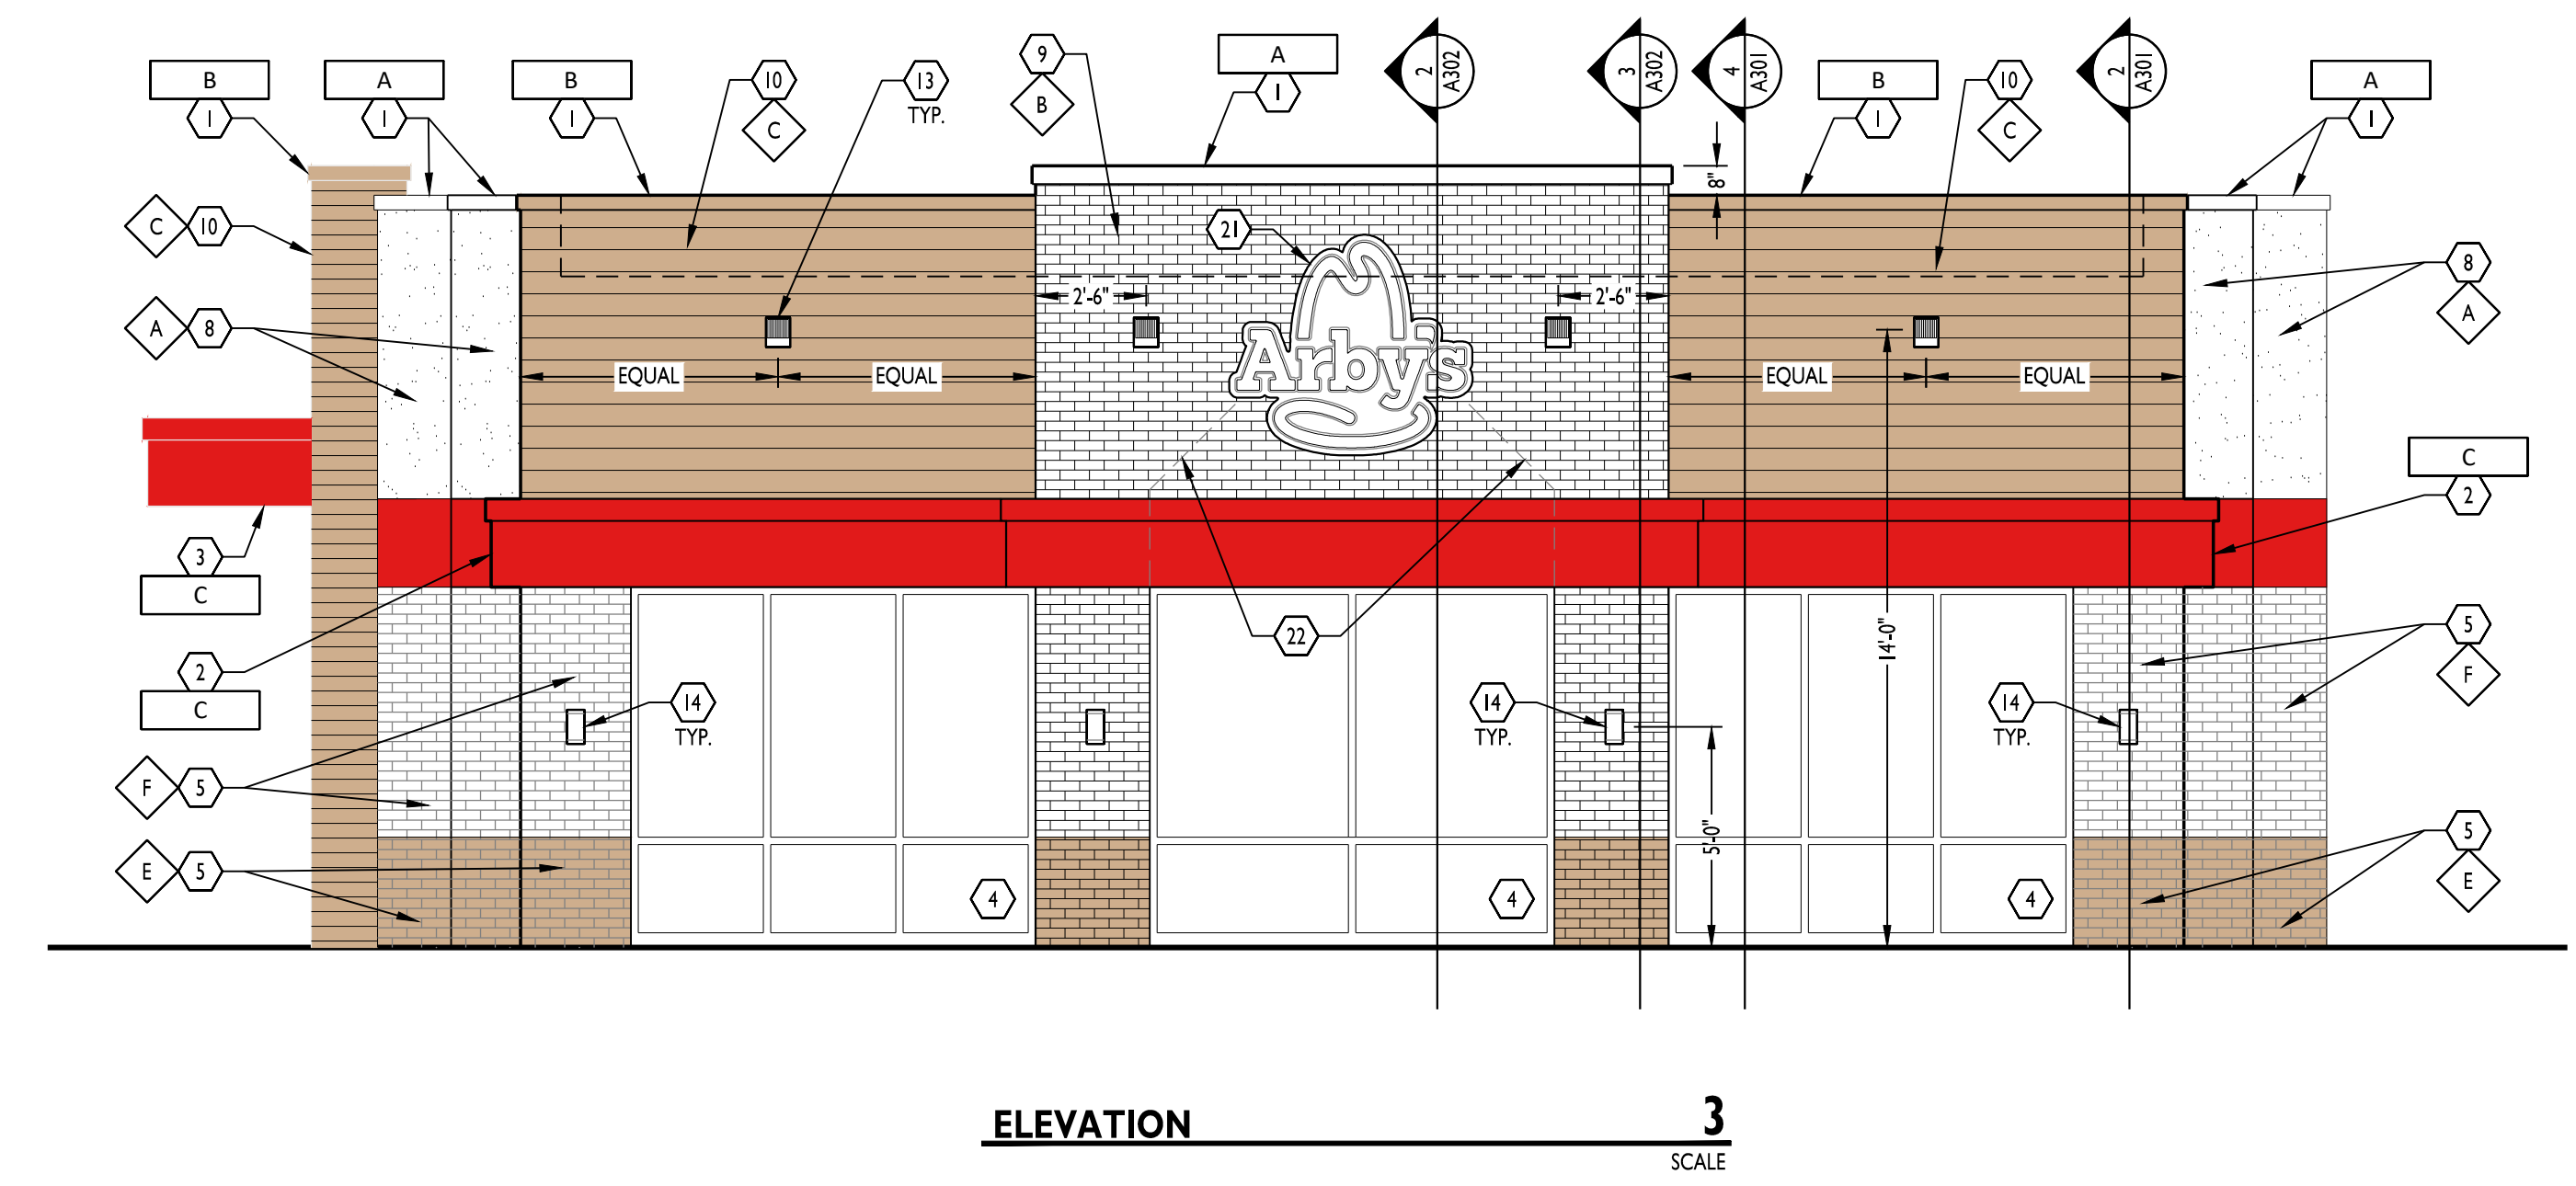 B
1
A
1
B
1
10
C
13
TYP.
9
B
A
1
2
A302
3
A302
4
A301
B
1
10
C
2
A301
A
1
8"
C
10
21
A
8
2'-6"
2'-6"
8
A
Arby's
EQUAL
EQUAL
EQUAL
EQUAL
C
2
3
C
22
14'-0"
5
F
2
C
14
TYP.
14
TYP.
14
TYP.
F
5
5'-0"
5
E
E
5
4
4
4
ELEVATION
3
SCALE